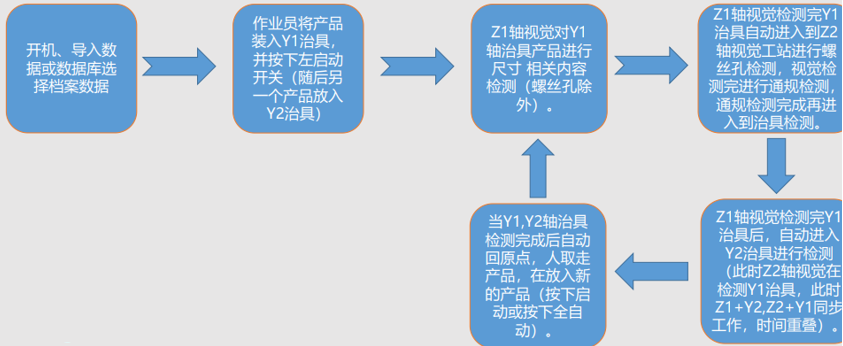 开机、导入数
据或数据库选
择档案数据
作业员将产品
装入Y1治具，
并按下左启动
开关（随后另
一个产品放入
Y2治具）
Z1轴视觉对Y1
轴治具产品进行
尺寸 相关内容
检测（螺丝孔除
外）。
Z1轴视觉检测完Y1
治具自动进入到Z2
轴视觉工站进行螺
丝孔检测，视觉检
测完进行通规检测，
通规检测完成再进
入到治具检测。
Z1轴视觉检测完Y1
治具后，自动进入
Y2治具进行检测
（此时Z2轴视觉在
检测Y1治具，此时
Z1+Y2,Z2+Y1同步
工作，时间重叠）。
当Y1,Y2轴治具
检测完成后自动
回原点，人取走
产品，在放入新
的产品（按下启
动或按下全自
动）。